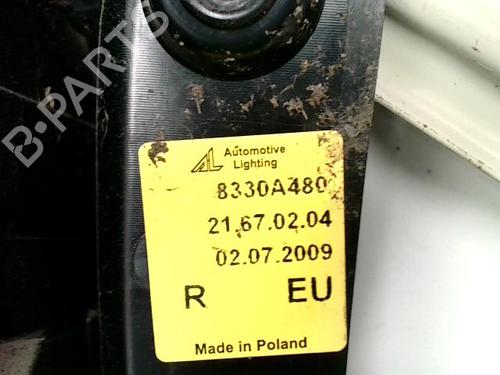 B-PARTS
AL Automotive
Lighting
8330A480
21.67.02.04
02.07.2009
R EU
Made in Poland